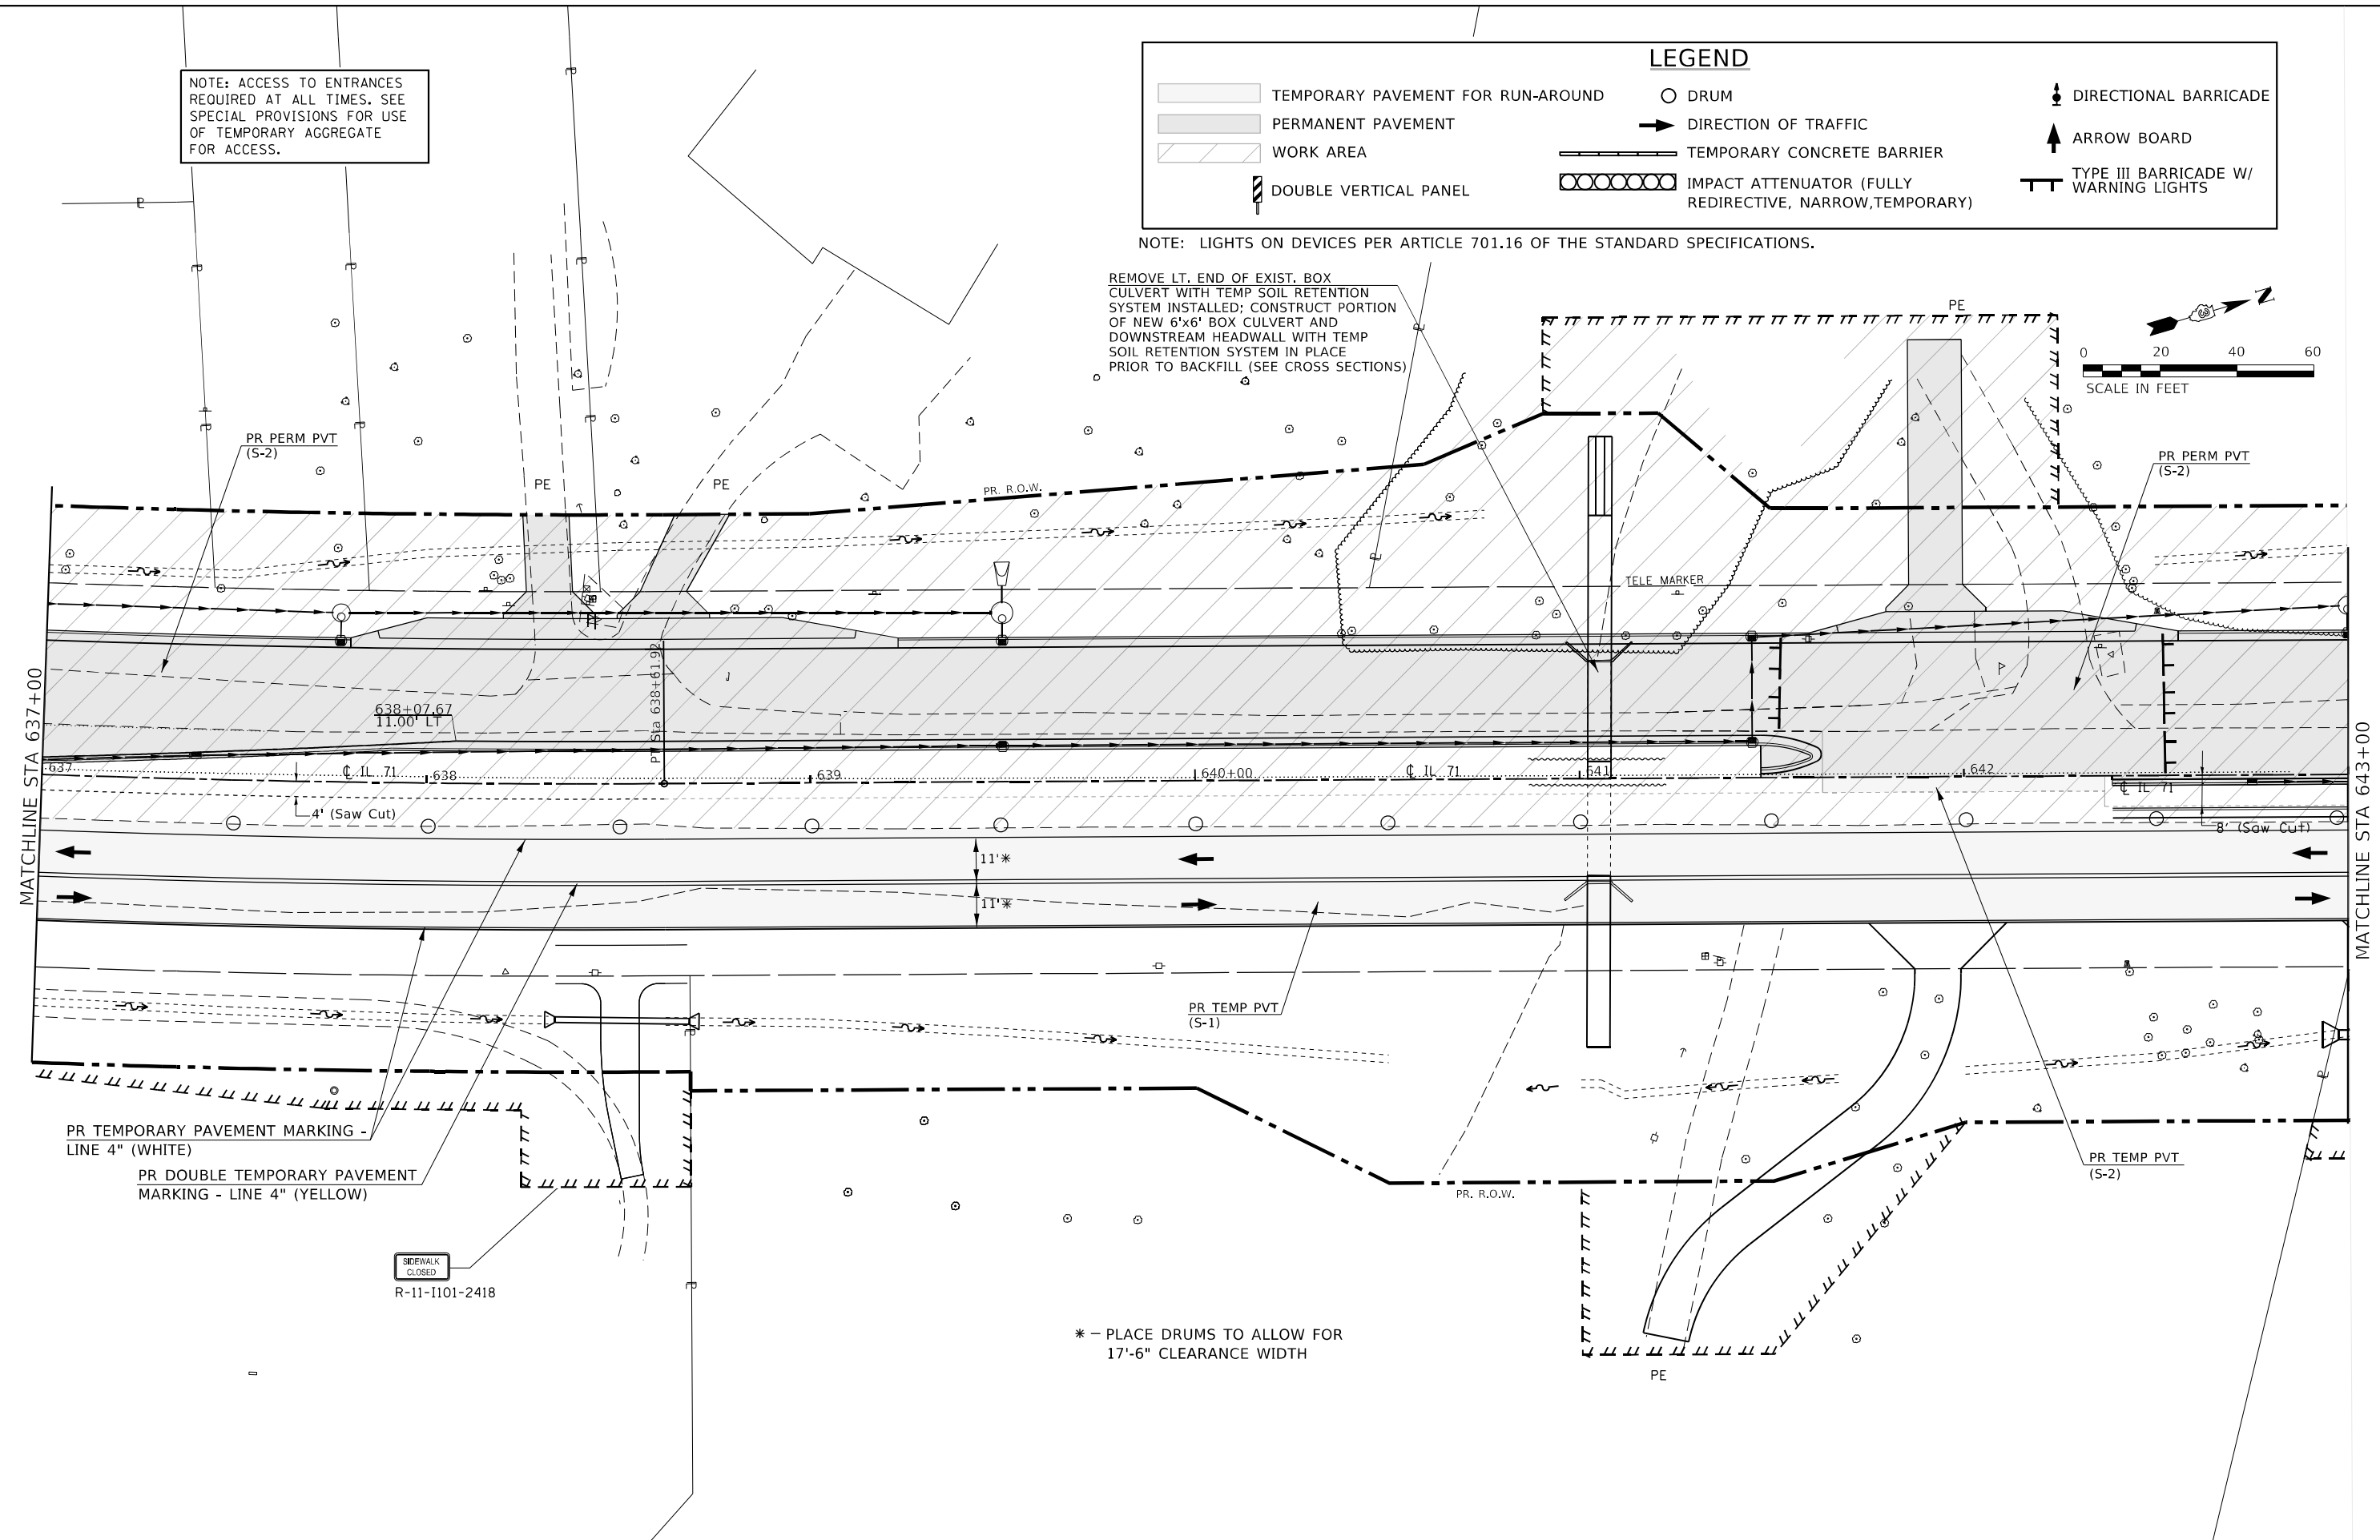 NOTE: ACCESS TO ENTRANCES
REQUIRED AT ALL TIMES. SEE
SPECIAL PROVISIONS FOR USE
OF TEMPORARY AGGREGATE
FOR ACCESS.
LEGEND
TEMPORARY PAVEMENT FOR RUN-AROUND
PERMANENT PAVEMENT
WORK AREA
DOUBLE VERTICAL PANEL
DRUM
DIRECTION OF TRAFFIC
TEMPORARY CONCRETE BARRIER
IMPACT ATTENUATOR (FULLY
REDIRECTIVE, NARROW,TEMPORARY)
DIRECTIONAL BARRICADE
ARROW BOARD
TYPE III BARRICADE W/
WARNING LIGHTS
NOTE: LIGHTS ON DEVICES PER ARTICLE 701.16 OF THE STANDARD SPECIFICATIONS.
REMOVE LT. END OF EXIST. BOX
CULVERT WITH TEMP SOIL RETENTION
SYSTEM INSTALLED; CONSTRUCT PORTION
OF NEW 6'x6' BOX CULVERT AND
DOWNSTREAM HEADWALL WITH TEMP
SOIL RETENTION SYSTEM IN PLACE
PRIOR TO BACKFILL (SEE CROSS SECTIONS)
PE
N
0 20 40 60
SCALE IN FEET
PR PERM PVT
(S-2)
PE
PE
PR. R.O.W.
PR PERM PVT
(S-2)
TELE MARKER
MATCHLINE STA 637+00
638+07.67
11.00' LT
PT Sta 638+61.92
637
℄ IL 71
638
639
640+00
℄ IL 71
641
642
℄ IL 71
4' (Saw Cut)
8' (Saw Cut)
MATCHLINE STA 643+00
11'*
11'*
PR TEMP PVT
(S-1)
PR TEMPORARY PAVEMENT MARKING -
LINE 4" (WHITE)
PR DOUBLE TEMPORARY PAVEMENT
MARKING - LINE 4" (YELLOW)
PR TEMP PVT
(S-2)
PR. R.O.W.
SIDEWALK
CLOSED
R-11-I101-2418
* - PLACE DRUMS TO ALLOW FOR
17'-6" CLEARANCE WIDTH
PE